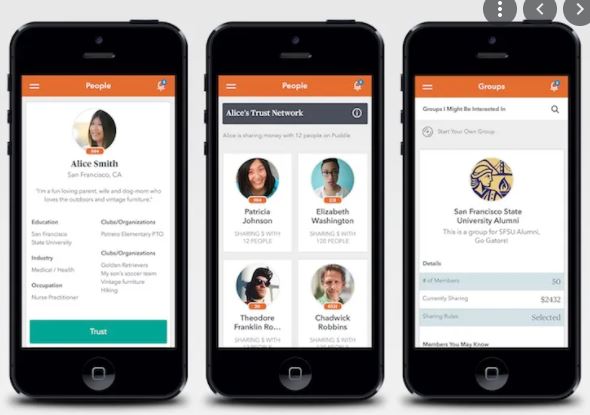 People
Alice Smith
San Francisco, CA
"I'm a fun loving parent, wife and dog-mom who
loves the outdoors and vintage furniture."
Education
San Francisco
State University
Industry
Medical / Health
Occupation
Nurse Practitioner
Clubs/Organizations
Potrero Elementary PTO
Clubs/Organizations
Golden Retrievers
My son's soccer team
Vintage furniture
Hiking
Trust
People
Alice's Trust Network
Alice is sharing money with 12 people on Puddle
Patricia
Johnson
SHARING $ WITH
12 PEOPLE
Elizabeth
Washington
SHARING $ WITH
120 PEOPLE
Theodore
Franklin Ro...
SHARING $ WITH
Chadwick
Robbins
SHARING $ WITH
Groups
Groups I Might Be Interested In
Start Your Own Group
San Francisco State
University Alumni
This is a group for SFSU Alumni,
Go Gators!
Details
# of Members
50
Currently Sharing
$2432
Sharing Rules
Selected
Members You May Know